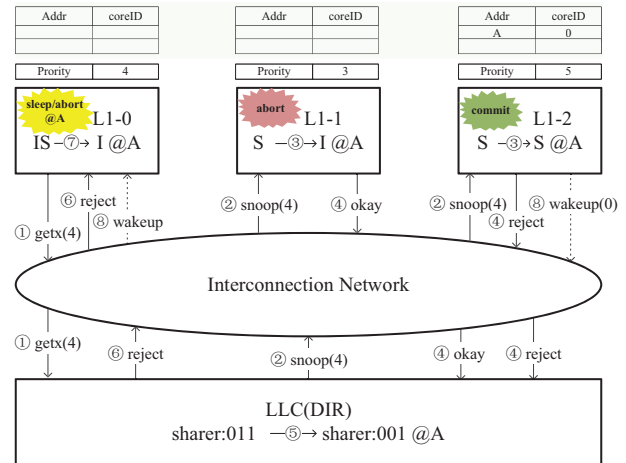 Addr coreID
Addr coreID
Addr coreID
A 0
Prority 4
Prority 3
Prority 5
sleep/abort
@A
L1-0
IS –⑦→ I @A
abort
L1-1
S –③→ I @A
commit
L1-2
S –③→ S @A
① getx(4)
⑥ reject
⑧ wakeup
② snoop(4)
④ okay
② snoop(4)
④ reject
⑧ wakeup(0)
Interconnection Network
① getx(4)
⑥ reject
② snoop(4)
④ okay
④ reject
LLC(DIR)
sharer:011 –⑤→ sharer:001 @A